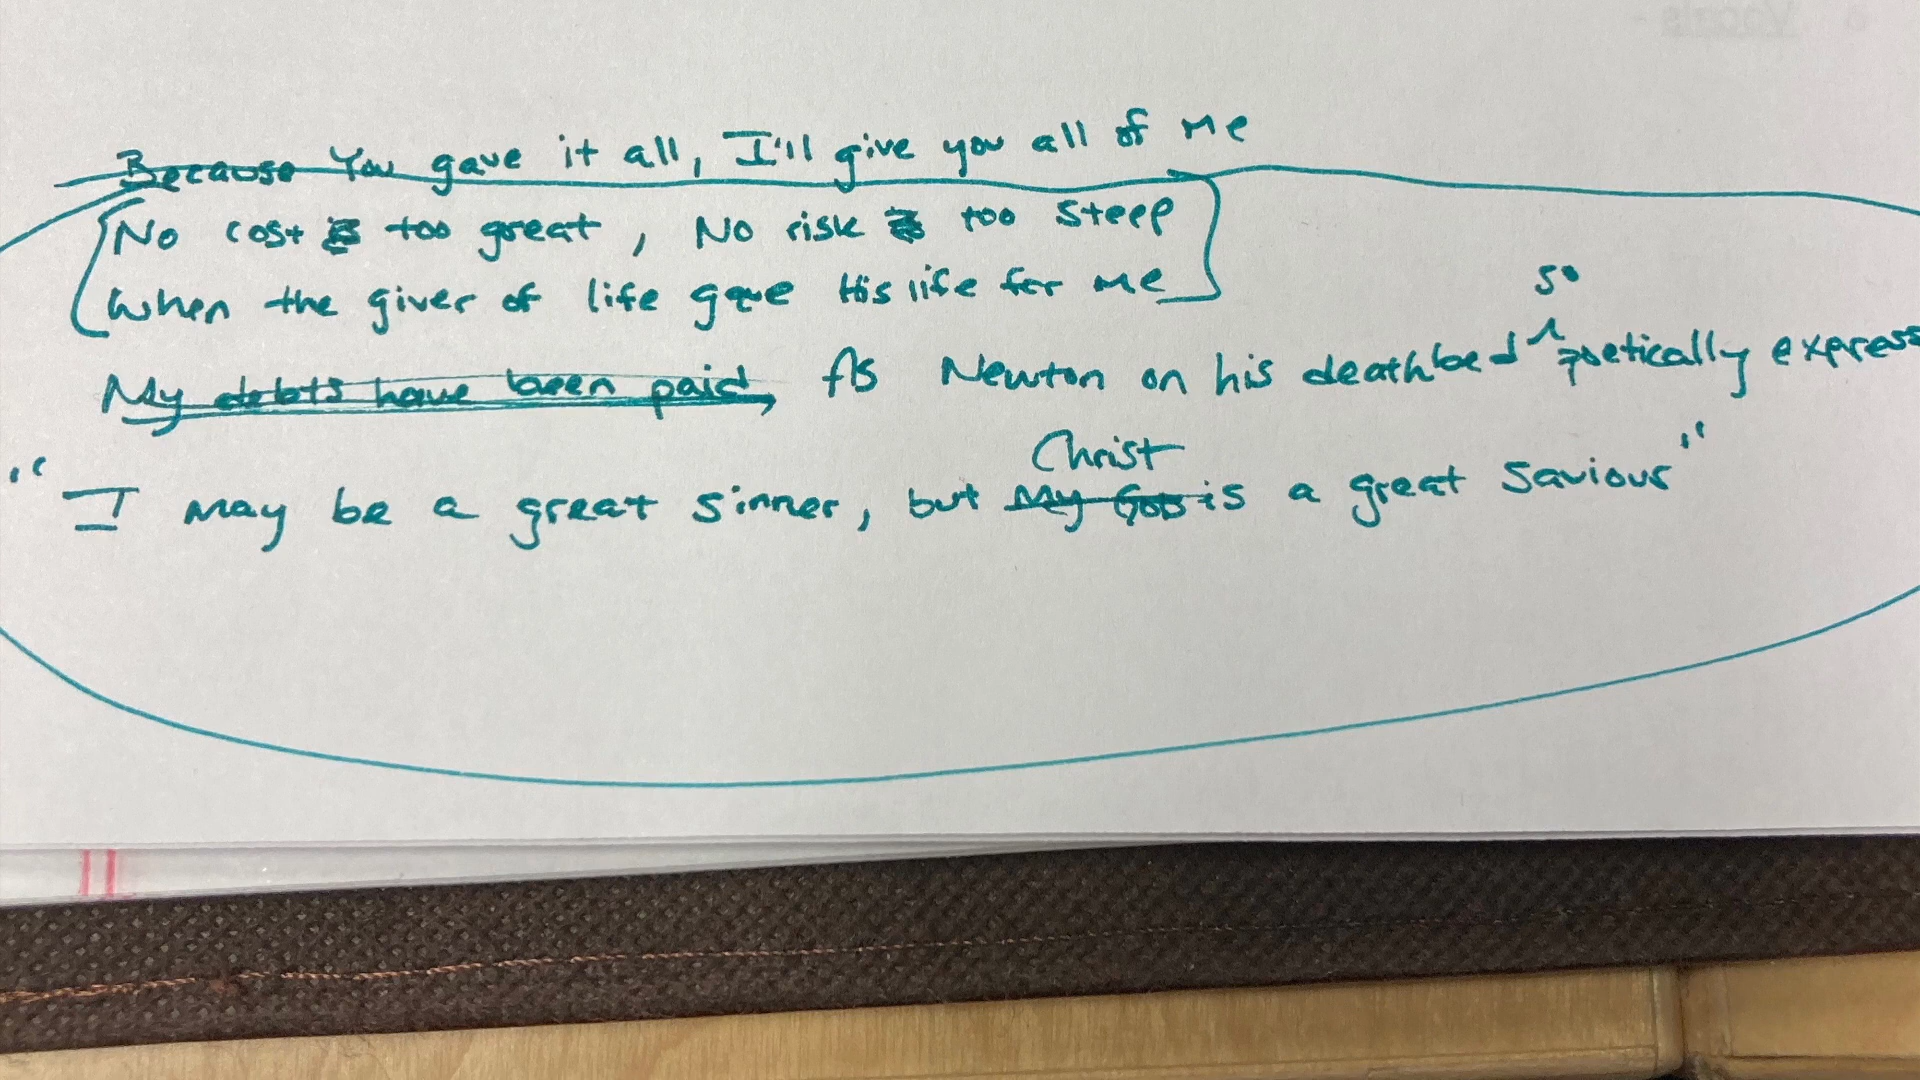 Vocals -
Because You gave it all, I'll give you all of me
No cost is too great, No risk is too steep
When the giver of life gave His life for me
so
My debts have been paid, As Newton on his deathbed ^ poetically express
Christ
"I may be a great sinner, but My God is a great Saviour"